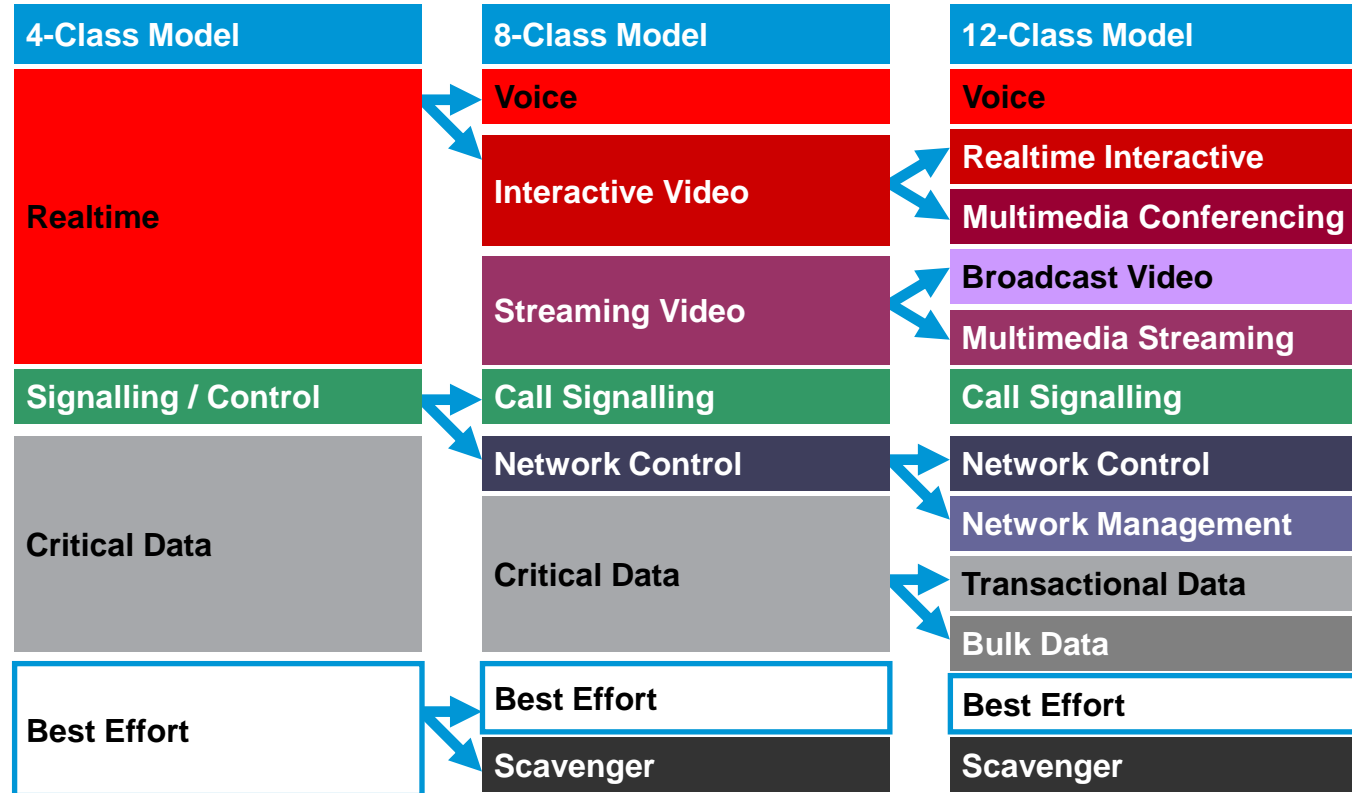 4-Class Model
Realtime
Signalling / Control
Critical Data
Best Effort
8-Class Model
Voice
Interactive Video
Streaming Video
Call Signalling
Network Control
Critical Data
Best Effort
Scavenger
12-Class Model
Voice
Realtime Interactive
Multimedia Conferencing
Broadcast Video
Multimedia Streaming
Call Signalling
Network Control
Network Management
Transactional Data
Bulk Data
Best Effort
Scavenger